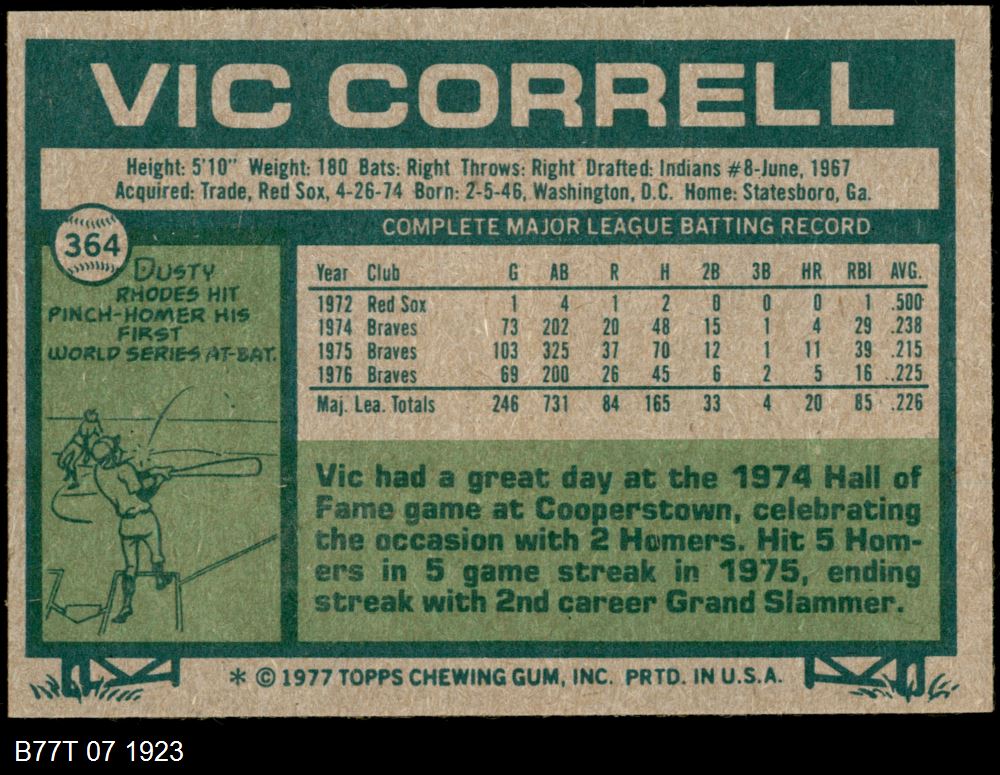 VIC CORRELL
Height: 5'10" Weight: 180 Bats: Right Throws: Right Drafted: Indians #8-June, 1967
Acquired: Trade, Red Sox, 4-26-74 Born: 2-5-46, Washington, D.C. Home: Statesboro, Ga.
364
DUSTY
RHODES HIT
PINCH-HOMER HIS
FIRST
WORLD SERIES AT-BAT.
COMPLETE MAJOR LEAGUE BATTING RECORD
Year Club G AB R H 2B 3B HR RBI AVG.
1972 Red Sox 1 4 1 2 0 0 0 1 .500
1974 Braves 73 202 20 48 15 1 4 29 .238
1975 Braves 103 325 37 70 12 1 11 39 .215
1976 Braves 69 200 26 45 6 2 5 16 .225
Maj. Lea. Totals 246 731 84 165 33 4 20 85 .226
Vic had a great day at the 1974 Hall of
Fame game at Cooperstown, celebrating
the occasion with 2 Homers. Hit 5 Hom-
ers in 5 game streak in 1975, ending
streak with 2nd career Grand Slammer.
* © 1977 TOPPS CHEWING GUM, INC. PRTD. IN U.S.A.
B77T 07 1923